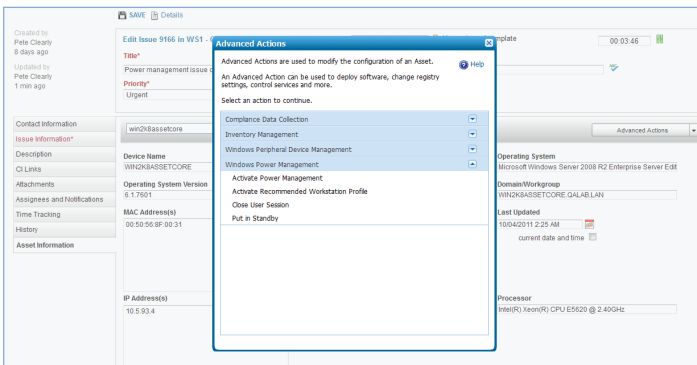 SAVE Details
Created by
Pete Clearly
8 days ago
Updated by
Pete Clearly
1 min ago
Edit Issue 9166 in WS1 -
mplate
00:03:46
Title*
Power management issue
Priority*
Urgent
Contact Information
Issue Information*
Description
CI Links
Attachments
Assignees and Notifications
Time Tracking
History
Asset Information
win2k8assetcore
Advanced Actions
Device Name
WIN2K8ASSETCORE
Operating System Version
6.1.7601
MAC Address(s)
00:50:56:8F:00:31
IP Address(s)
10.5.93.4
Advanced Actions
Advanced Actions are used to modify the configuration of an Asset.
Help
An Advanced Action can be used to deploy software, change registry
settings, control services and more.
Select an action to continue.
Compliance Data Collection
Inventory Management
Windows Peripheral Device Management
Windows Power Management
Activate Power Management
Activate Recommended Workstation Profile
Close User Session
Put in Standby
Operating System
Microsoft Windows Server 2008 R2 Enterprise Server Edit
Domain/Workgroup
WIN2K8ASSETCORE.QALAB.LAN
Last Updated
10/04/2011 2:25 AM
current date and time
Processor
Intel(R) Xeon(R) CPU E5620 @ 2.40GHz